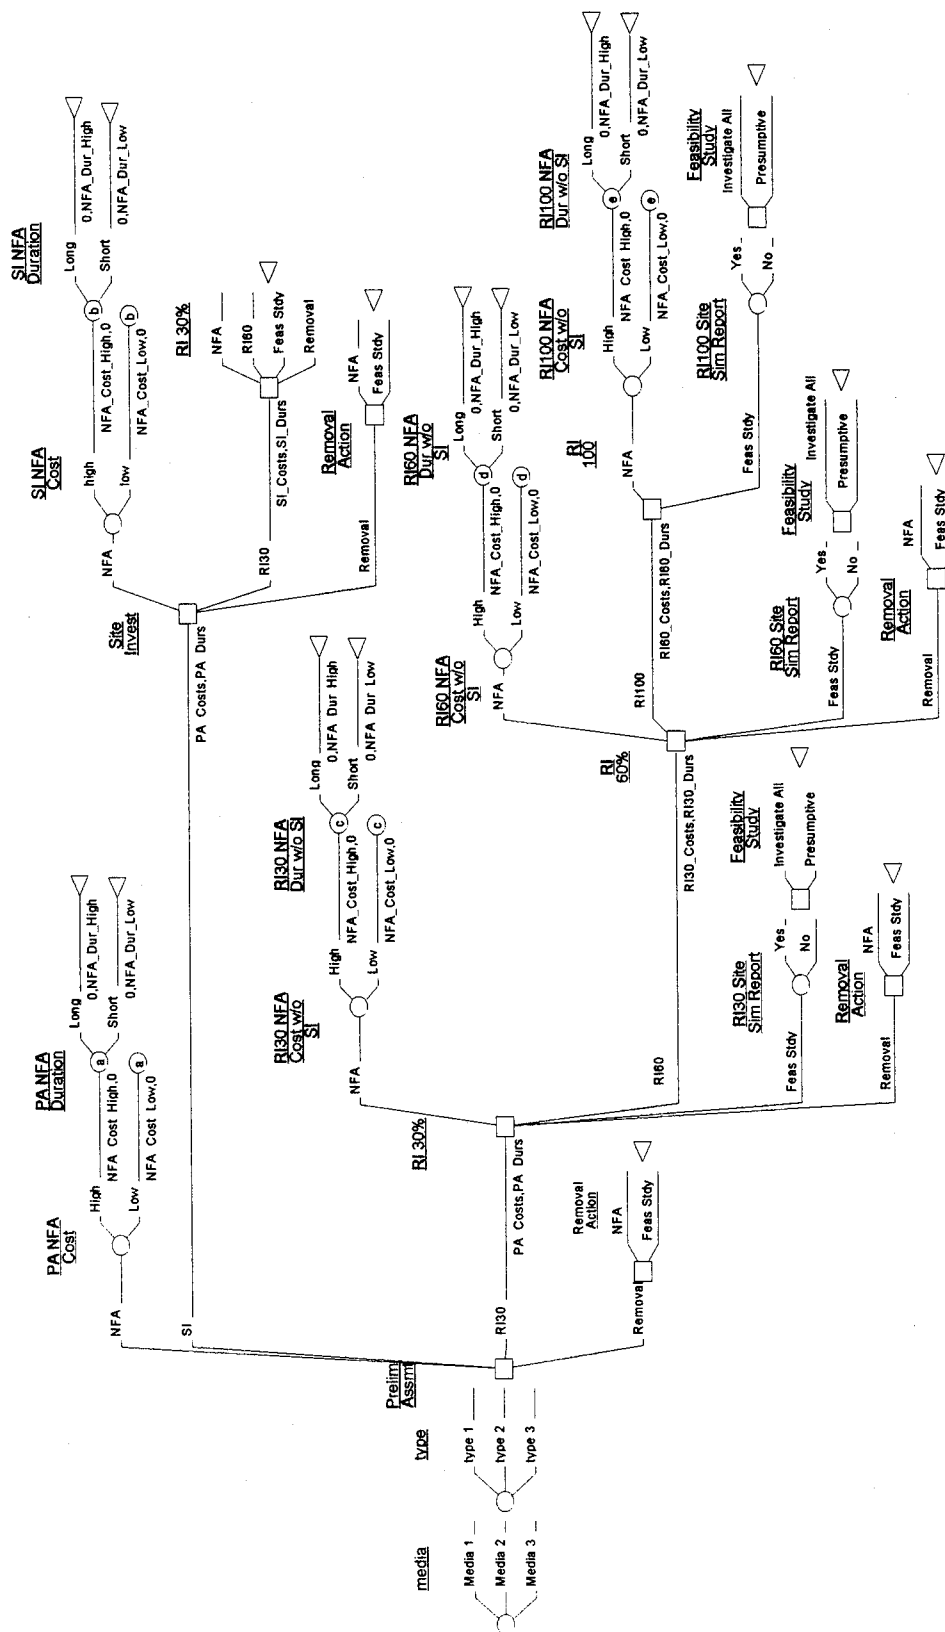 media
Media 1
Media 2
Media 3
type
type 1
type 2
type 3
Prelim
Assmt
NFA
SI
RI30
Removal
PA NFA
Cost
High
Low
PA NFA
Duration
NFA Cost High,0
NFA Cost Low,0
a
a
Long
0,NFA_Dur_High
Short
0,NFA_Dur_Low
PA Costs,PA Durs
Site
Invest
NFA
RI30
Removal
SI NFA
Cost
high
low
NFA_Cost_High,0
NFA_Cost_Low,0
SI NFA
Duration
b
b
Long
0,NFA_Dur_High
Short
0,NFA_Dur_Low
SI_Costs,SI_Durs
RI 30%
NFA
RI60
Feas Stdy
Removal
Removal
Action
NFA
Feas Stdy
PA Costs,PA Durs
RI 30%
NFA
RI60
Feas Stdy
Removal
RI30 NFA
Cost w/o
SI
High
Low
NFA_Cost_High,0
NFA_Cost_Low,0
RI30 NFA
Dur w/o SI
c
c
Long
0,NFA Dur High
Short
0,NFA Dur Low
RI30_Costs,RI30_Durs
RI
60%
NFA
RI100
Feas Stdy
Removal
RI60 NFA
Cost w/o
SI
High
Low
NFA_Cost_High,0
NFA_Cost_Low,0
RI60 NFA
Dur w/o
SI
d
d
Long
0,NFA_Dur_High
Short
0,NFA_Dur_Low
RI60_Costs,RI60_Durs
RI
100
NFA
Feas Stdy
RI100 NFA
Cost w/o
SI
High
Low
NFA Cost High,0
NFA_Cost_Low,0
RI100 NFA
Dur w/o SI
e
e
Long
0,NFA_Dur_High
Short
0,NFA_Dur_Low
RI100 Site
Sim Report
Yes
No
Feasibility
Study
Investigate All
Presumptive
RI60 Site
Sim Report
Yes
No
Feasibility
Study
Investigate All
Presumptive
Removal
Action
NFA
Feas Stdy
RI30 Site
Sim Report
Yes
No
Feasibility
Study
Investigate All
Presumptive
Removal
Action
NFA
Feas Stdy
Removal
Action
NFA
Feas Stdy